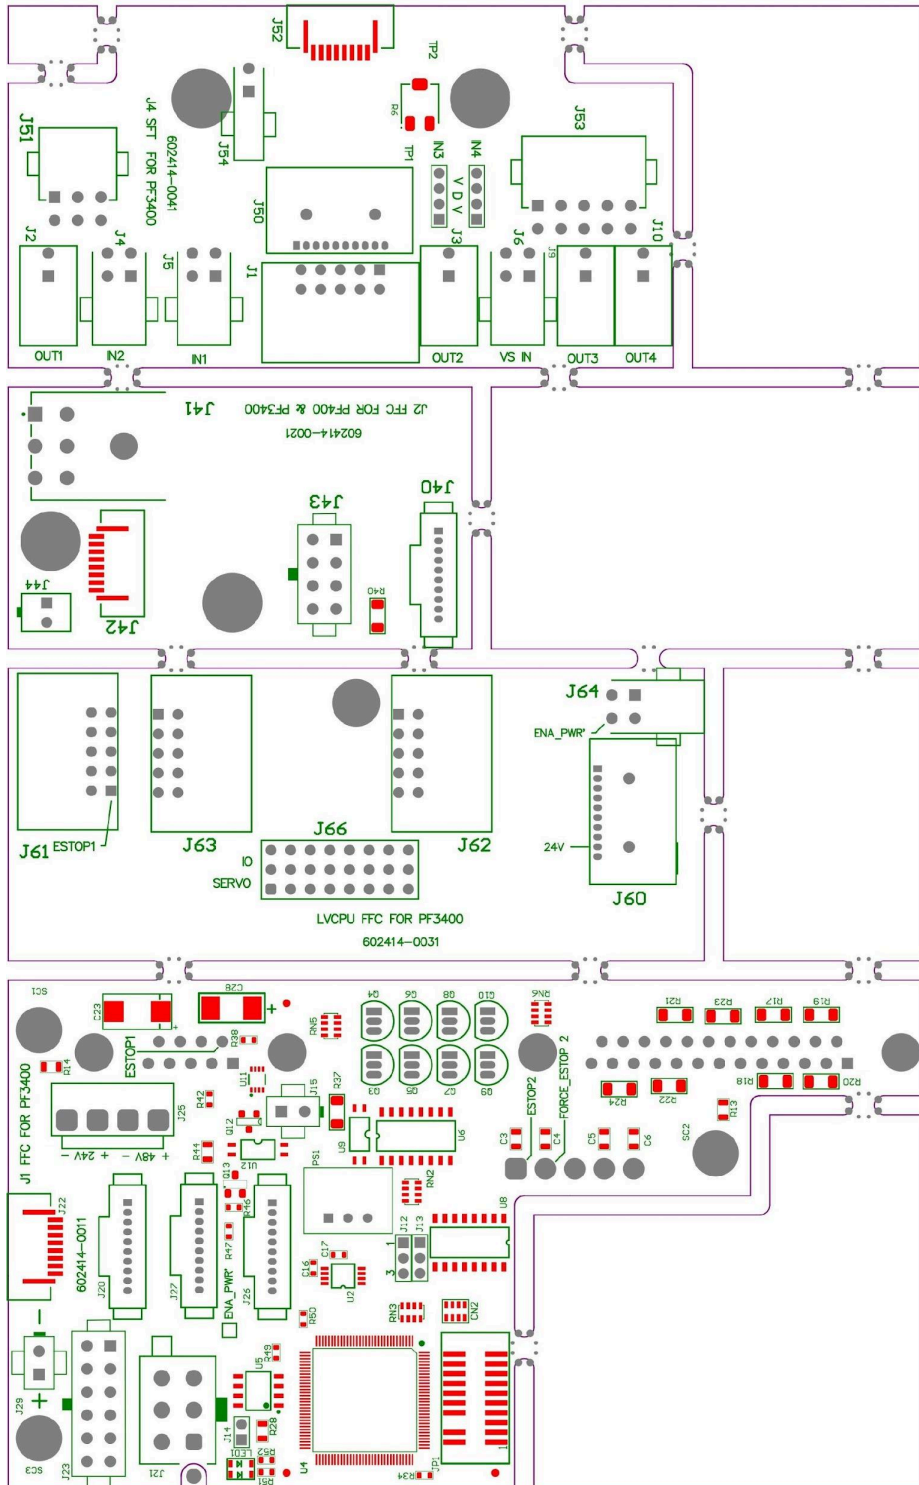 J52
TP2
J51
J4 SFT FOR PF3400
602414-0041
J54
R6
TP1
IN3
IN4
J53
V D V
J50
J2
J4
J5
J1
J3
J6
J9
J10
OUT1
IN2
IN1
OUT2
VS IN
OUT3
OUT4
J41
J2 FFC FOR PF400 & PF3400
602414-0021
J43
J40
J44
J42
R40
J64
ENA_PWR'
J61
ESTOP1
J63
J66
J62
IO
SERVO
24V
J60
LVCPU FFC FOR PF3400
602414-0031
SC1
C23
+
C28
+
RN5
Q4
Q6
Q8
Q10
RN6
R21
R23
R17
R19
R14
ESTOP1
R38
U11
J15
R37
Q3
Q5
Q7
Q9
ESTOP2
FORCE_ESTOP 2
R24
R22
R18
R20
R13
J1 FFC FOR PF3400
J25
+ 48V - + 24V -
R42
Q12
R44
U12
U9
U6
C3
C4
C5
C6
SC2
Q13
R46
PS1
RN2
U8
J22
602414-0011
J20
J27
R47
ENA_PWR'
J26
C16
C17
U2
J12
J13
1
3
R50
RN3
CN2
-
+
J29
SC3
J23
J21
R49
U5
J14
R28
LED1
R52
R51
U4
R34
JP1
1